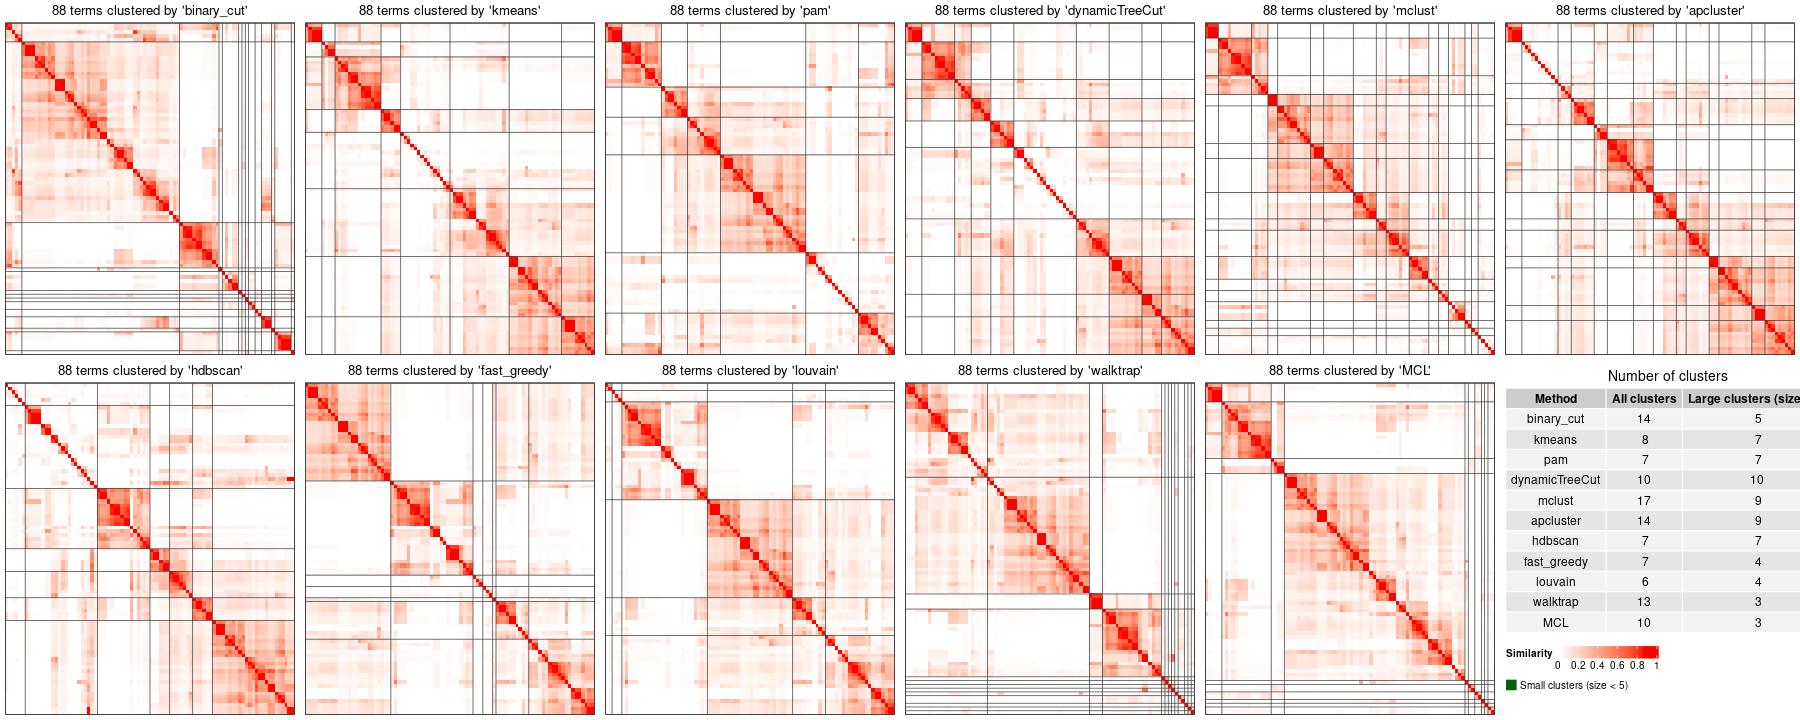 88 terms clustered by 'binary_cut'
88 terms clustered by 'kmeans'
88 terms clustered by 'pam'
88 terms clustered by 'dynamicTreeCut'
88 terms clustered by 'mclust'
88 terms clustered by 'apcluster'
88 terms clustered by 'hdbscan'
88 terms clustered by 'fast_greedy'
88 terms clustered by 'louvain'
88 terms clustered by 'walktrap'
88 terms clustered by 'MCL'
Number of clusters
Method All clusters Large clusters (size
binary_cut 14 5
kmeans 8 7
pam 7 7
dynamicTreeCut 10 10
mclust 17 9
apcluster 14 9
hdbscan 7 7
fast_greedy 7 4
louvain 6 4
walktrap 13 3
MCL 10 3
Similarity
0 0.2 0.4 0.6 0.8 1
Small clusters (size < 5)